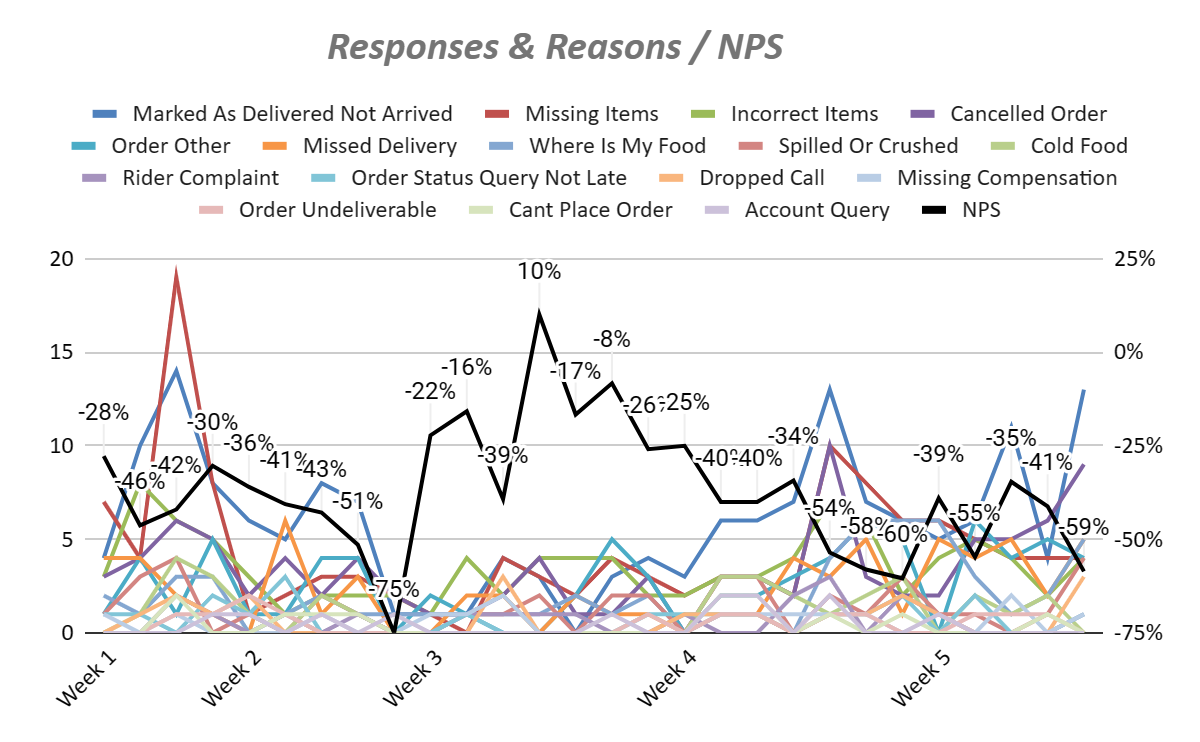 Responses & Reasons / NPS
Marked As Delivered Not Arrived Missing Items Incorrect Items Cancelled Order
Order Other Missed Delivery Where Is My Food Spilled Or Crushed Cold Food
Rider Complaint Order Status Query Not Late Dropped Call Missing Compensation
Order Undeliverable Cant Place Order Account Query NPS
20 25%
10%
15 0%
-8%
-16% -17%
-22% -26% -25%
-28%
-30% -34%
-36% -35%
10 -25%
-39% -39%
-42% -41% -43% -40% -40% -41%
-46%
-51% -54% -55%
-58% -60% -59%
5 -50%
-75%
0 -75%
Week 1 Week 2 Week 3 Week 4 Week 5